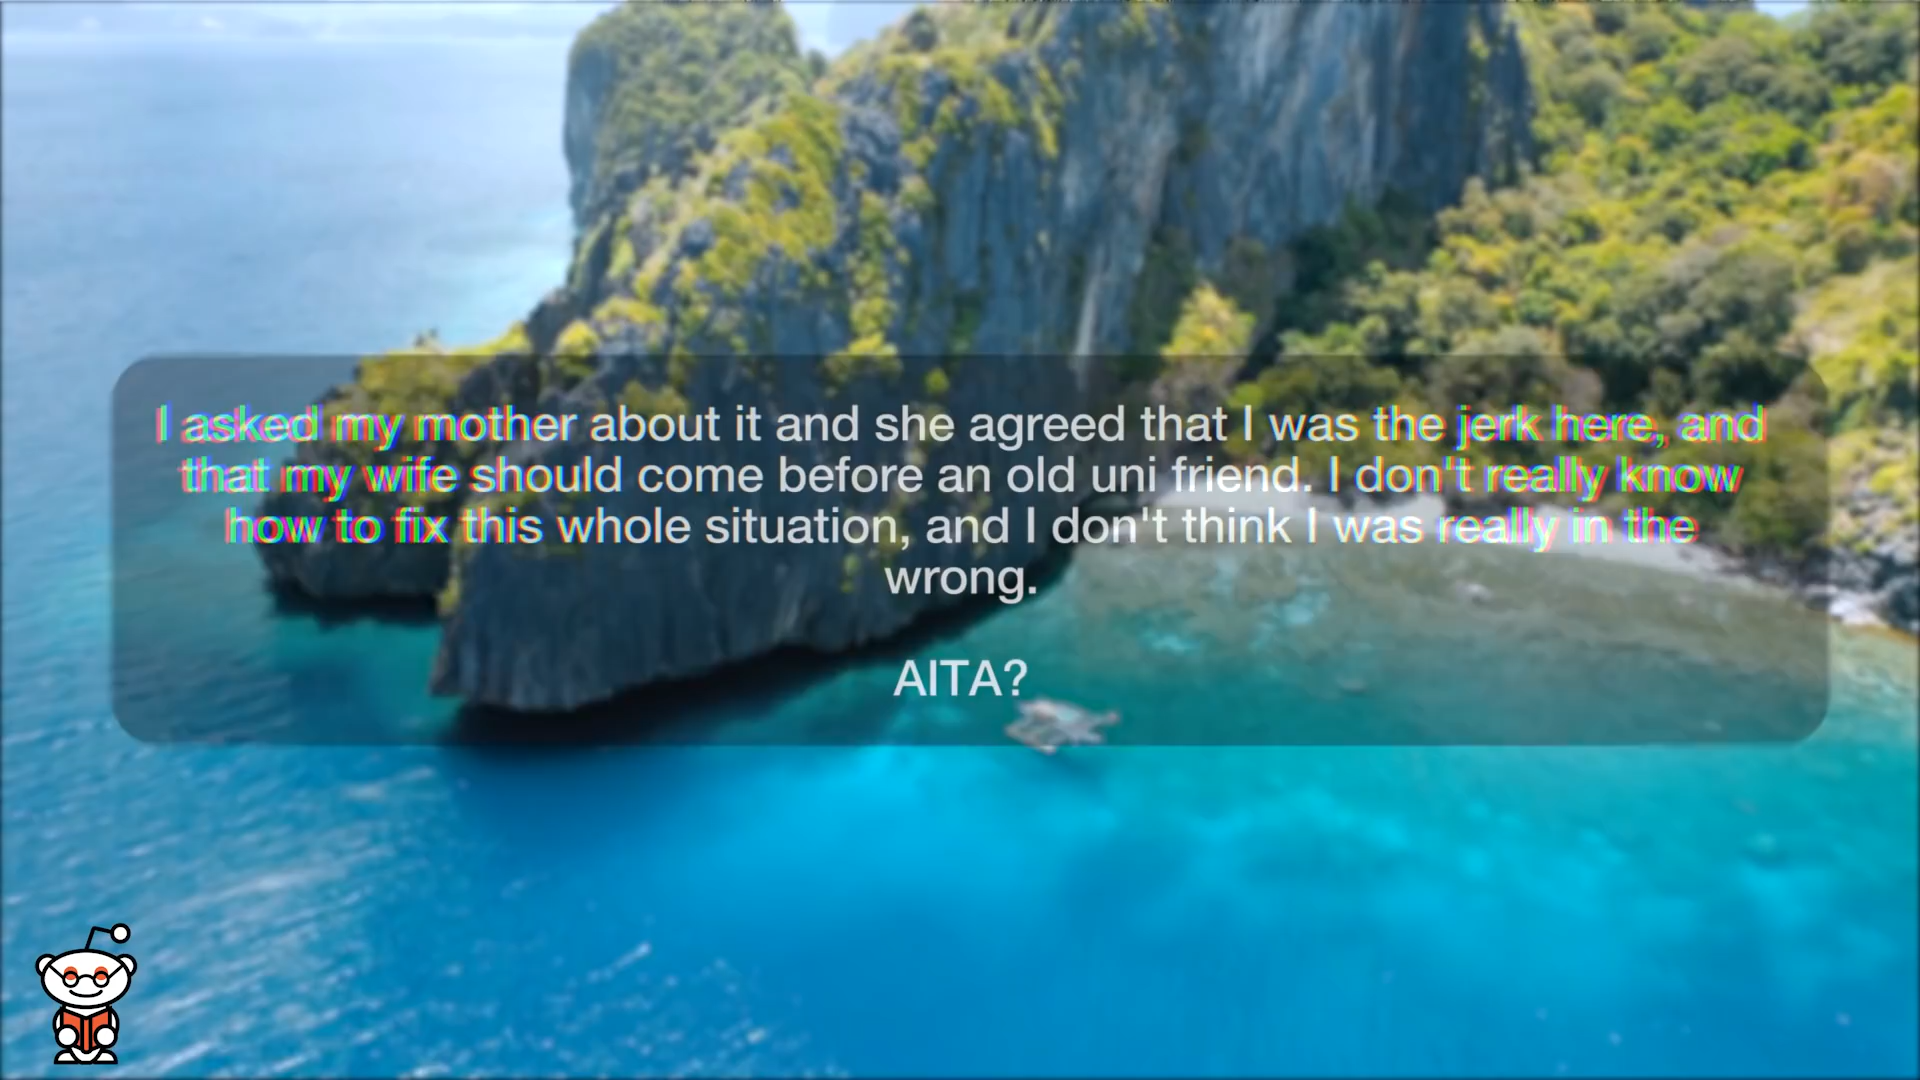 I asked my mother about it and she agreed that I was the jerk here, and
that my wife should come before an old uni friend. I don't really know
how to fix this whole situation, and I don't think I was really in the
wrong.
AITA?